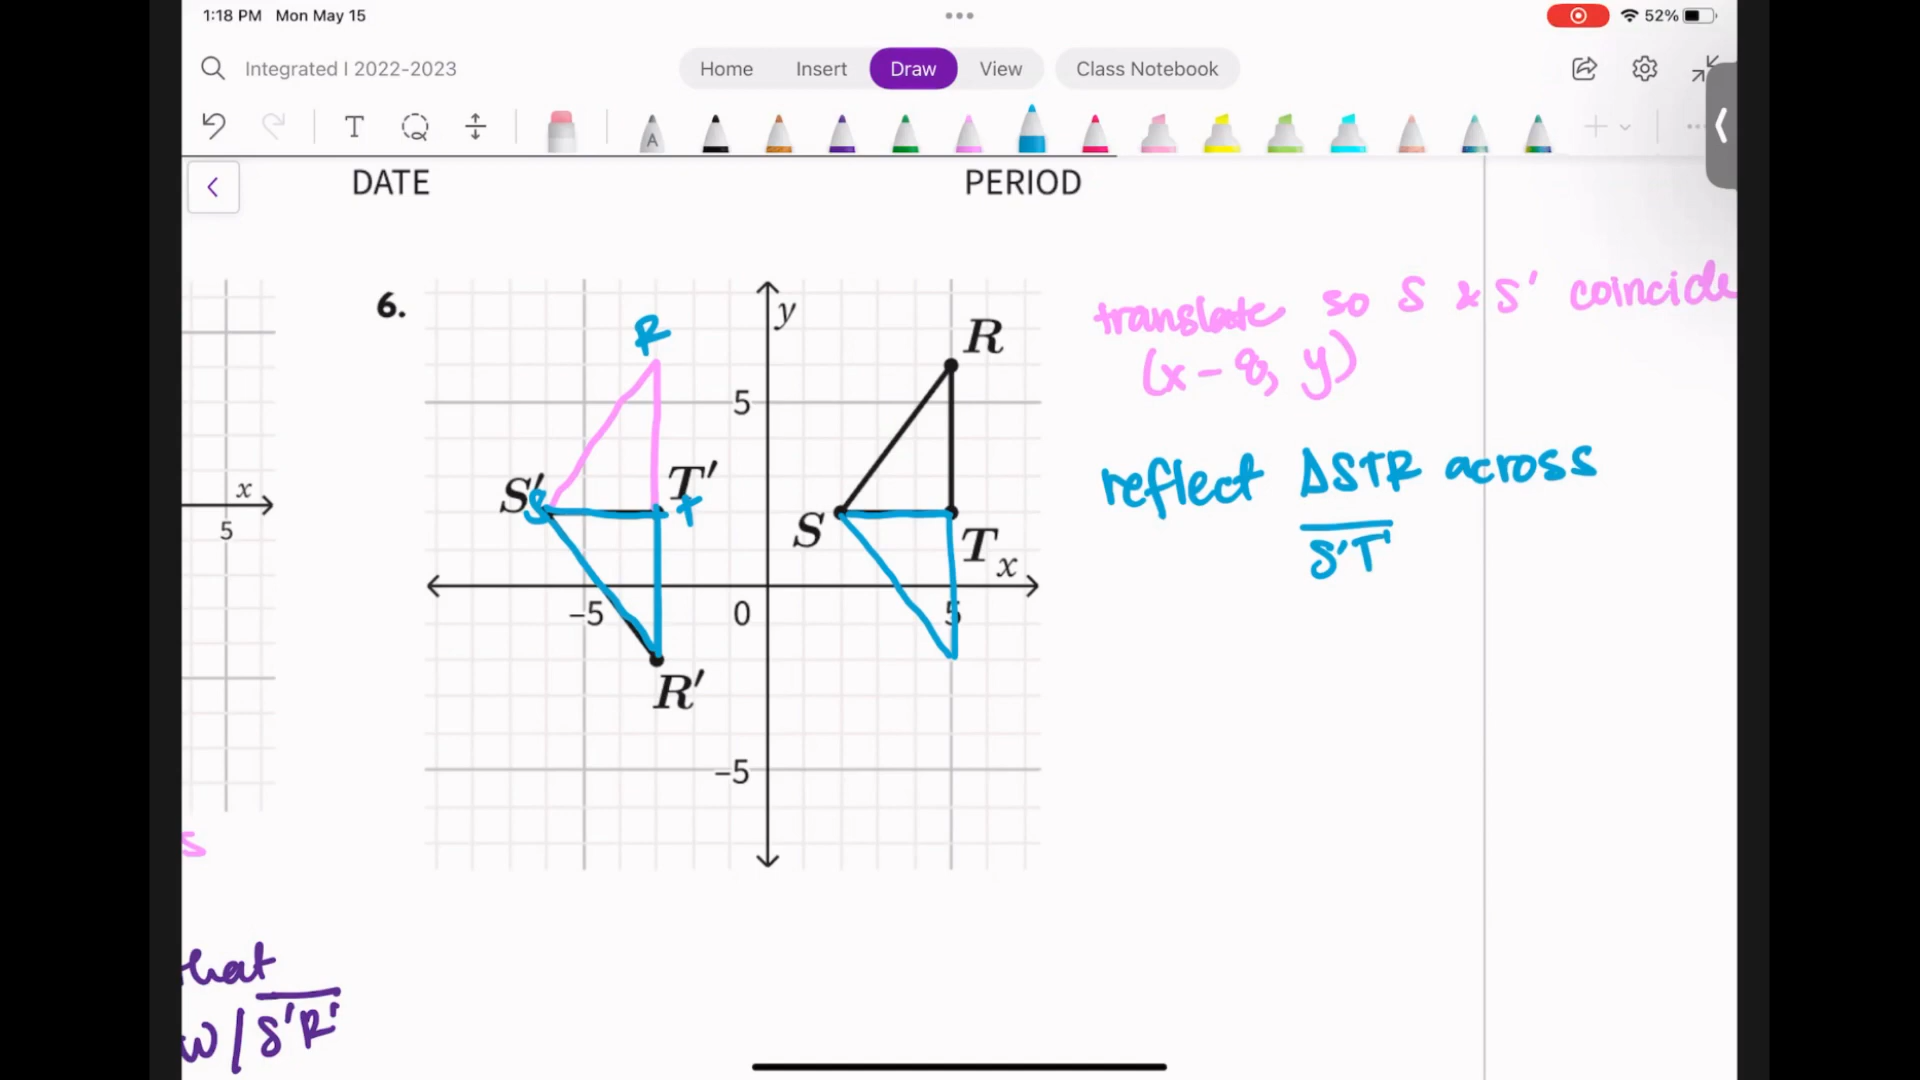 1:18 PM Mon May 15
52%
Integrated I 2022-2023
Home Insert Draw View Class Notebook
T
A
DATE PERIOD
6.
y
R
R
translate so S & S' coincide
(x - 8, y)
5
reflect ΔSTR across
S'T'
S' S T' T
S T
x
x
5
-5 0 5
R'
-5
s
that
w/ S'R'